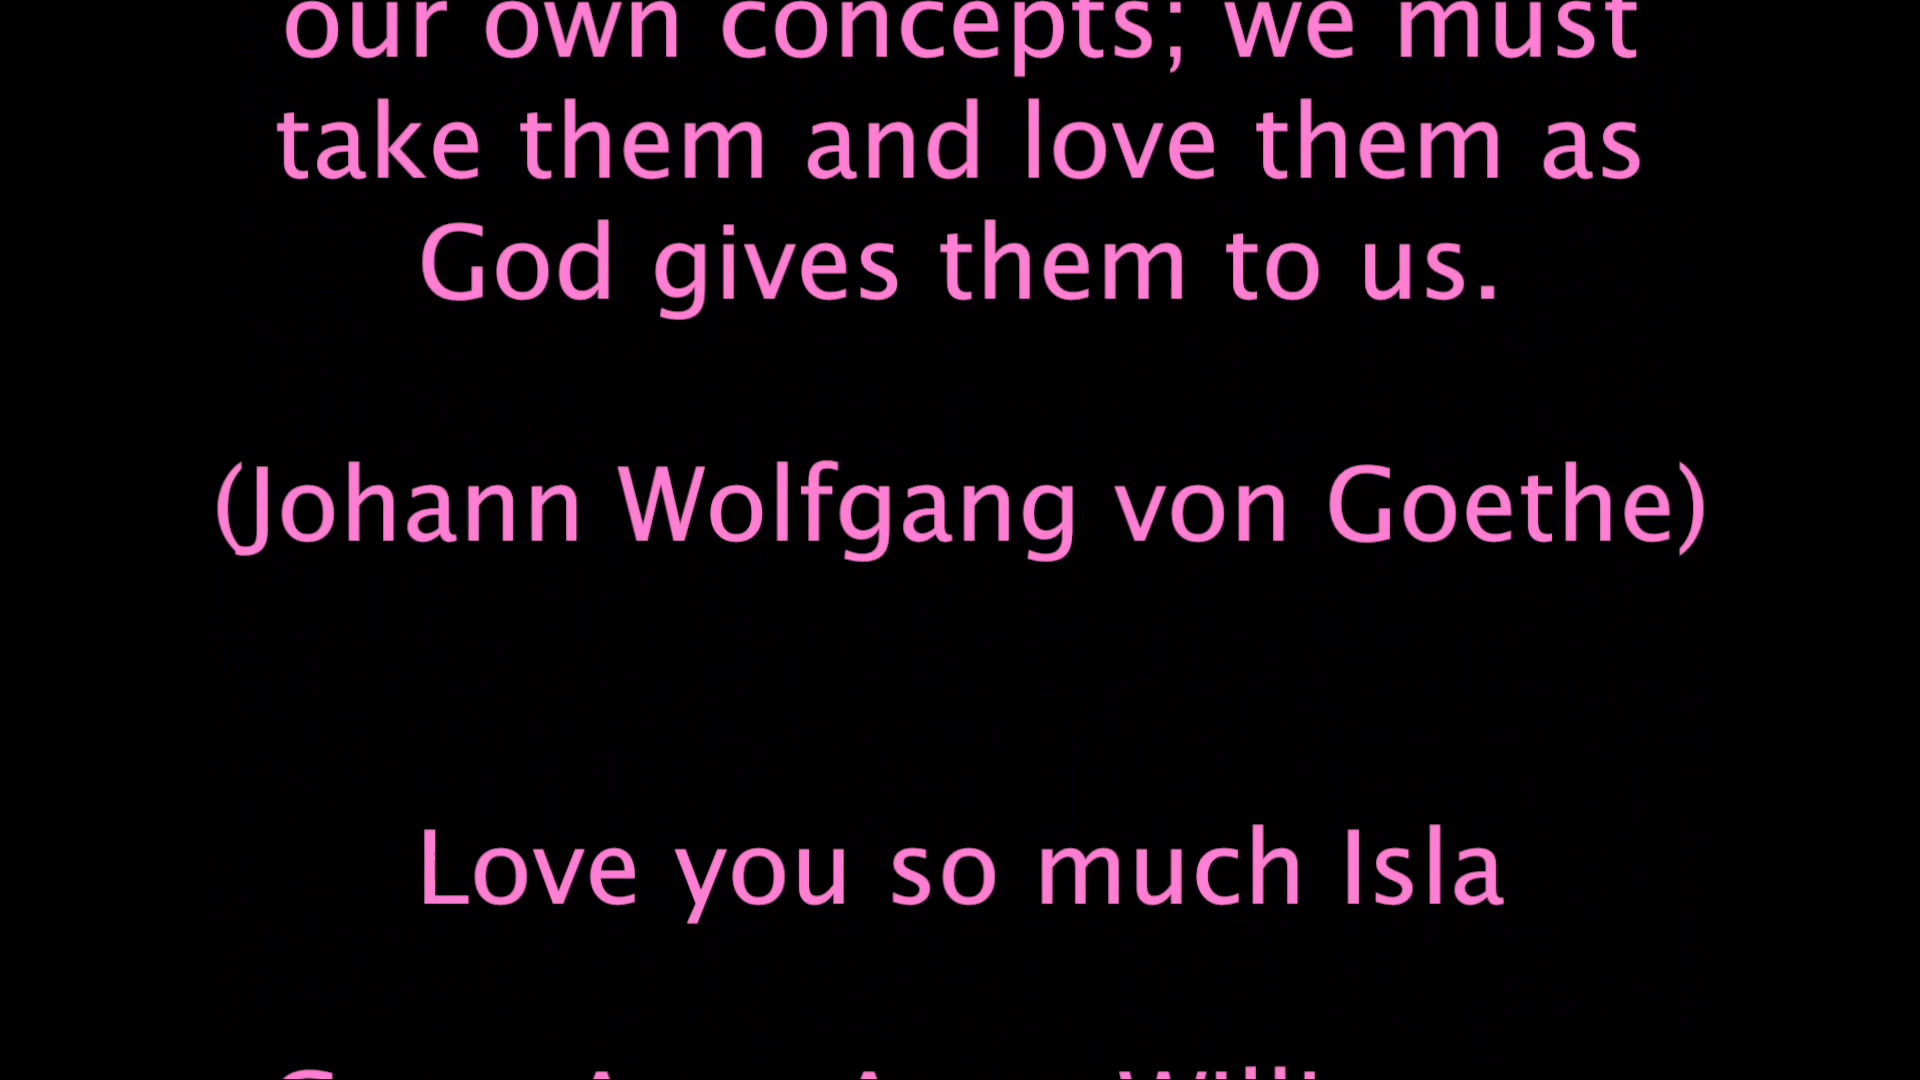 our own concepts; we must
take them and love them as
God gives them to us.
(Johann Wolfgang von Goethe)
Love you so much Isla